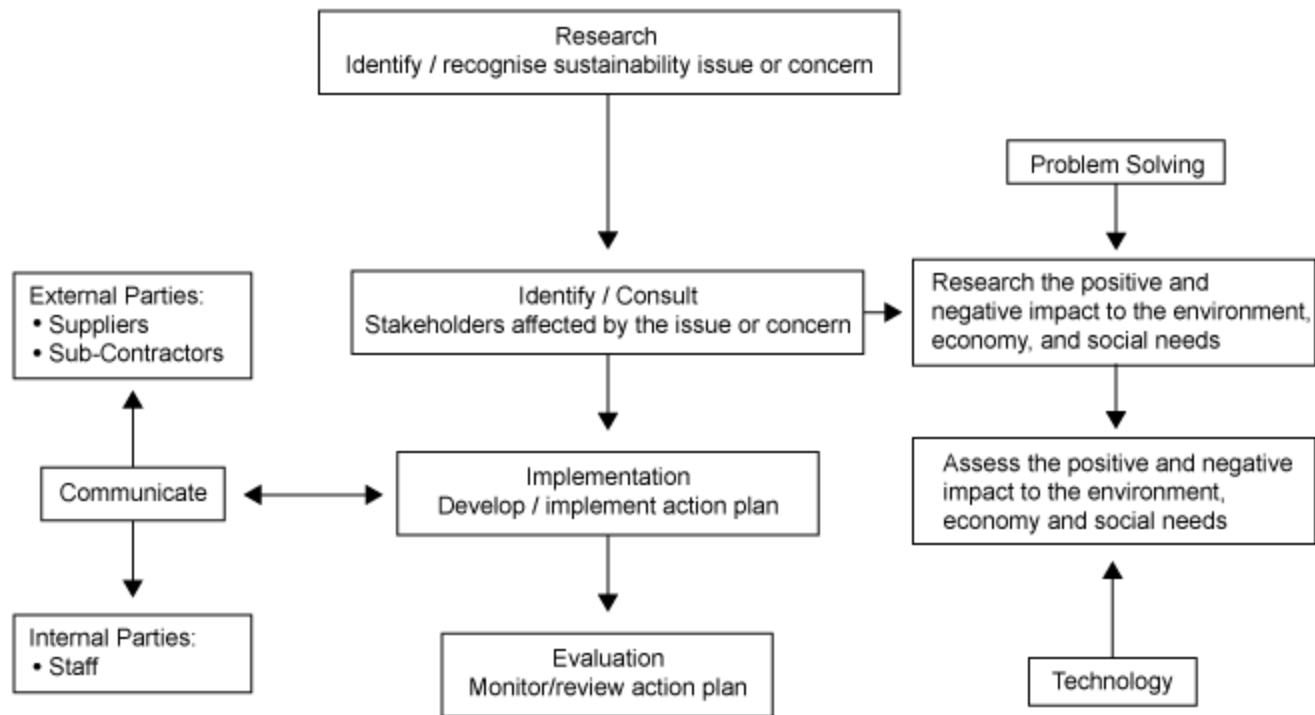 Research
Identify / recognise sustainability issue or concern
Problem Solving
External Parties:
• Suppliers
• Sub-Contractors
Identify / Consult
Stakeholders affected by the issue or concern
Research the positive and
negative impact to the environment,
economy, and social needs
Communicate
Implementation
Develop / implement action plan
Assess the positive and negative
impact to the environment,
economy and social needs
Internal Parties:
• Staff
Evaluation
Monitor/review action plan
Technology